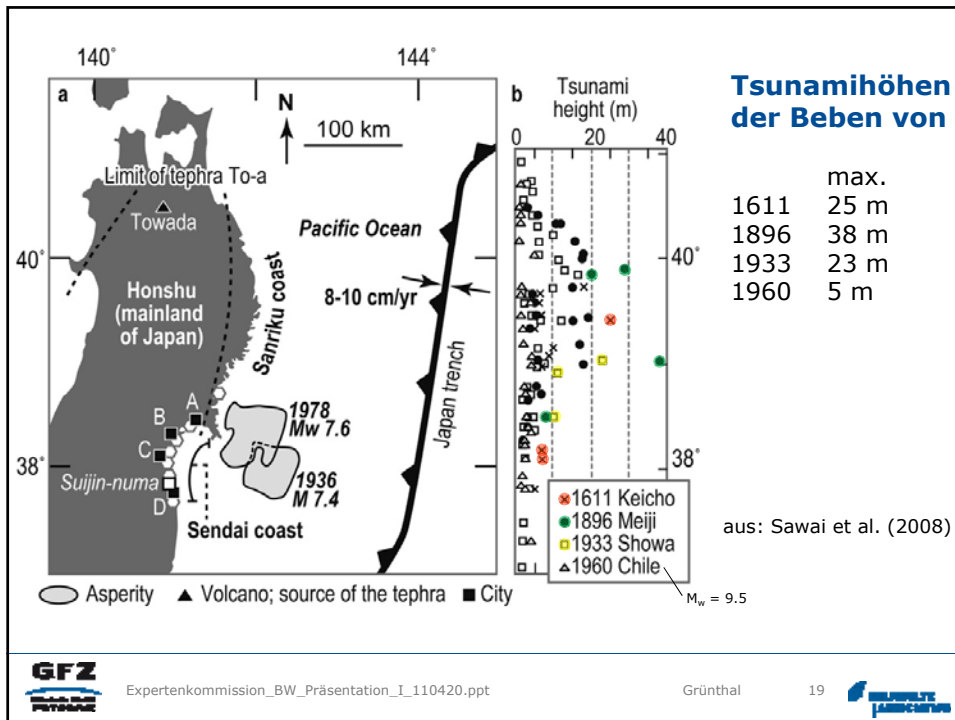 140°
144°
a
N
100 km
Limit of tephra To-a
Towada
Pacific Ocean
40°
8-10 cm/yr
Honshu
(mainland
of Japan)
Sanriku coast
Japan trench
A
B
C
D
1978
Mw 7.6
1936
M 7.4
38°
Suijin-numa
Sendai coast
Asperity
Volcano; source of the tephra
City
b
Tsunami
height (m)
0 20 40
40°
38°
1611 Keicho
1896 Meiji
1933 Showa
1960 Chile
Mw = 9.5
Tsunamihöhen
der Beben von
max.
1611 25 m
1896 38 m
1933 23 m
1960 5 m
aus: Sawai et al. (2008)
GFZ
POTSDAM
Expertenkommission_BW_Präsentation_I_110420.ppt
Grünthal
19